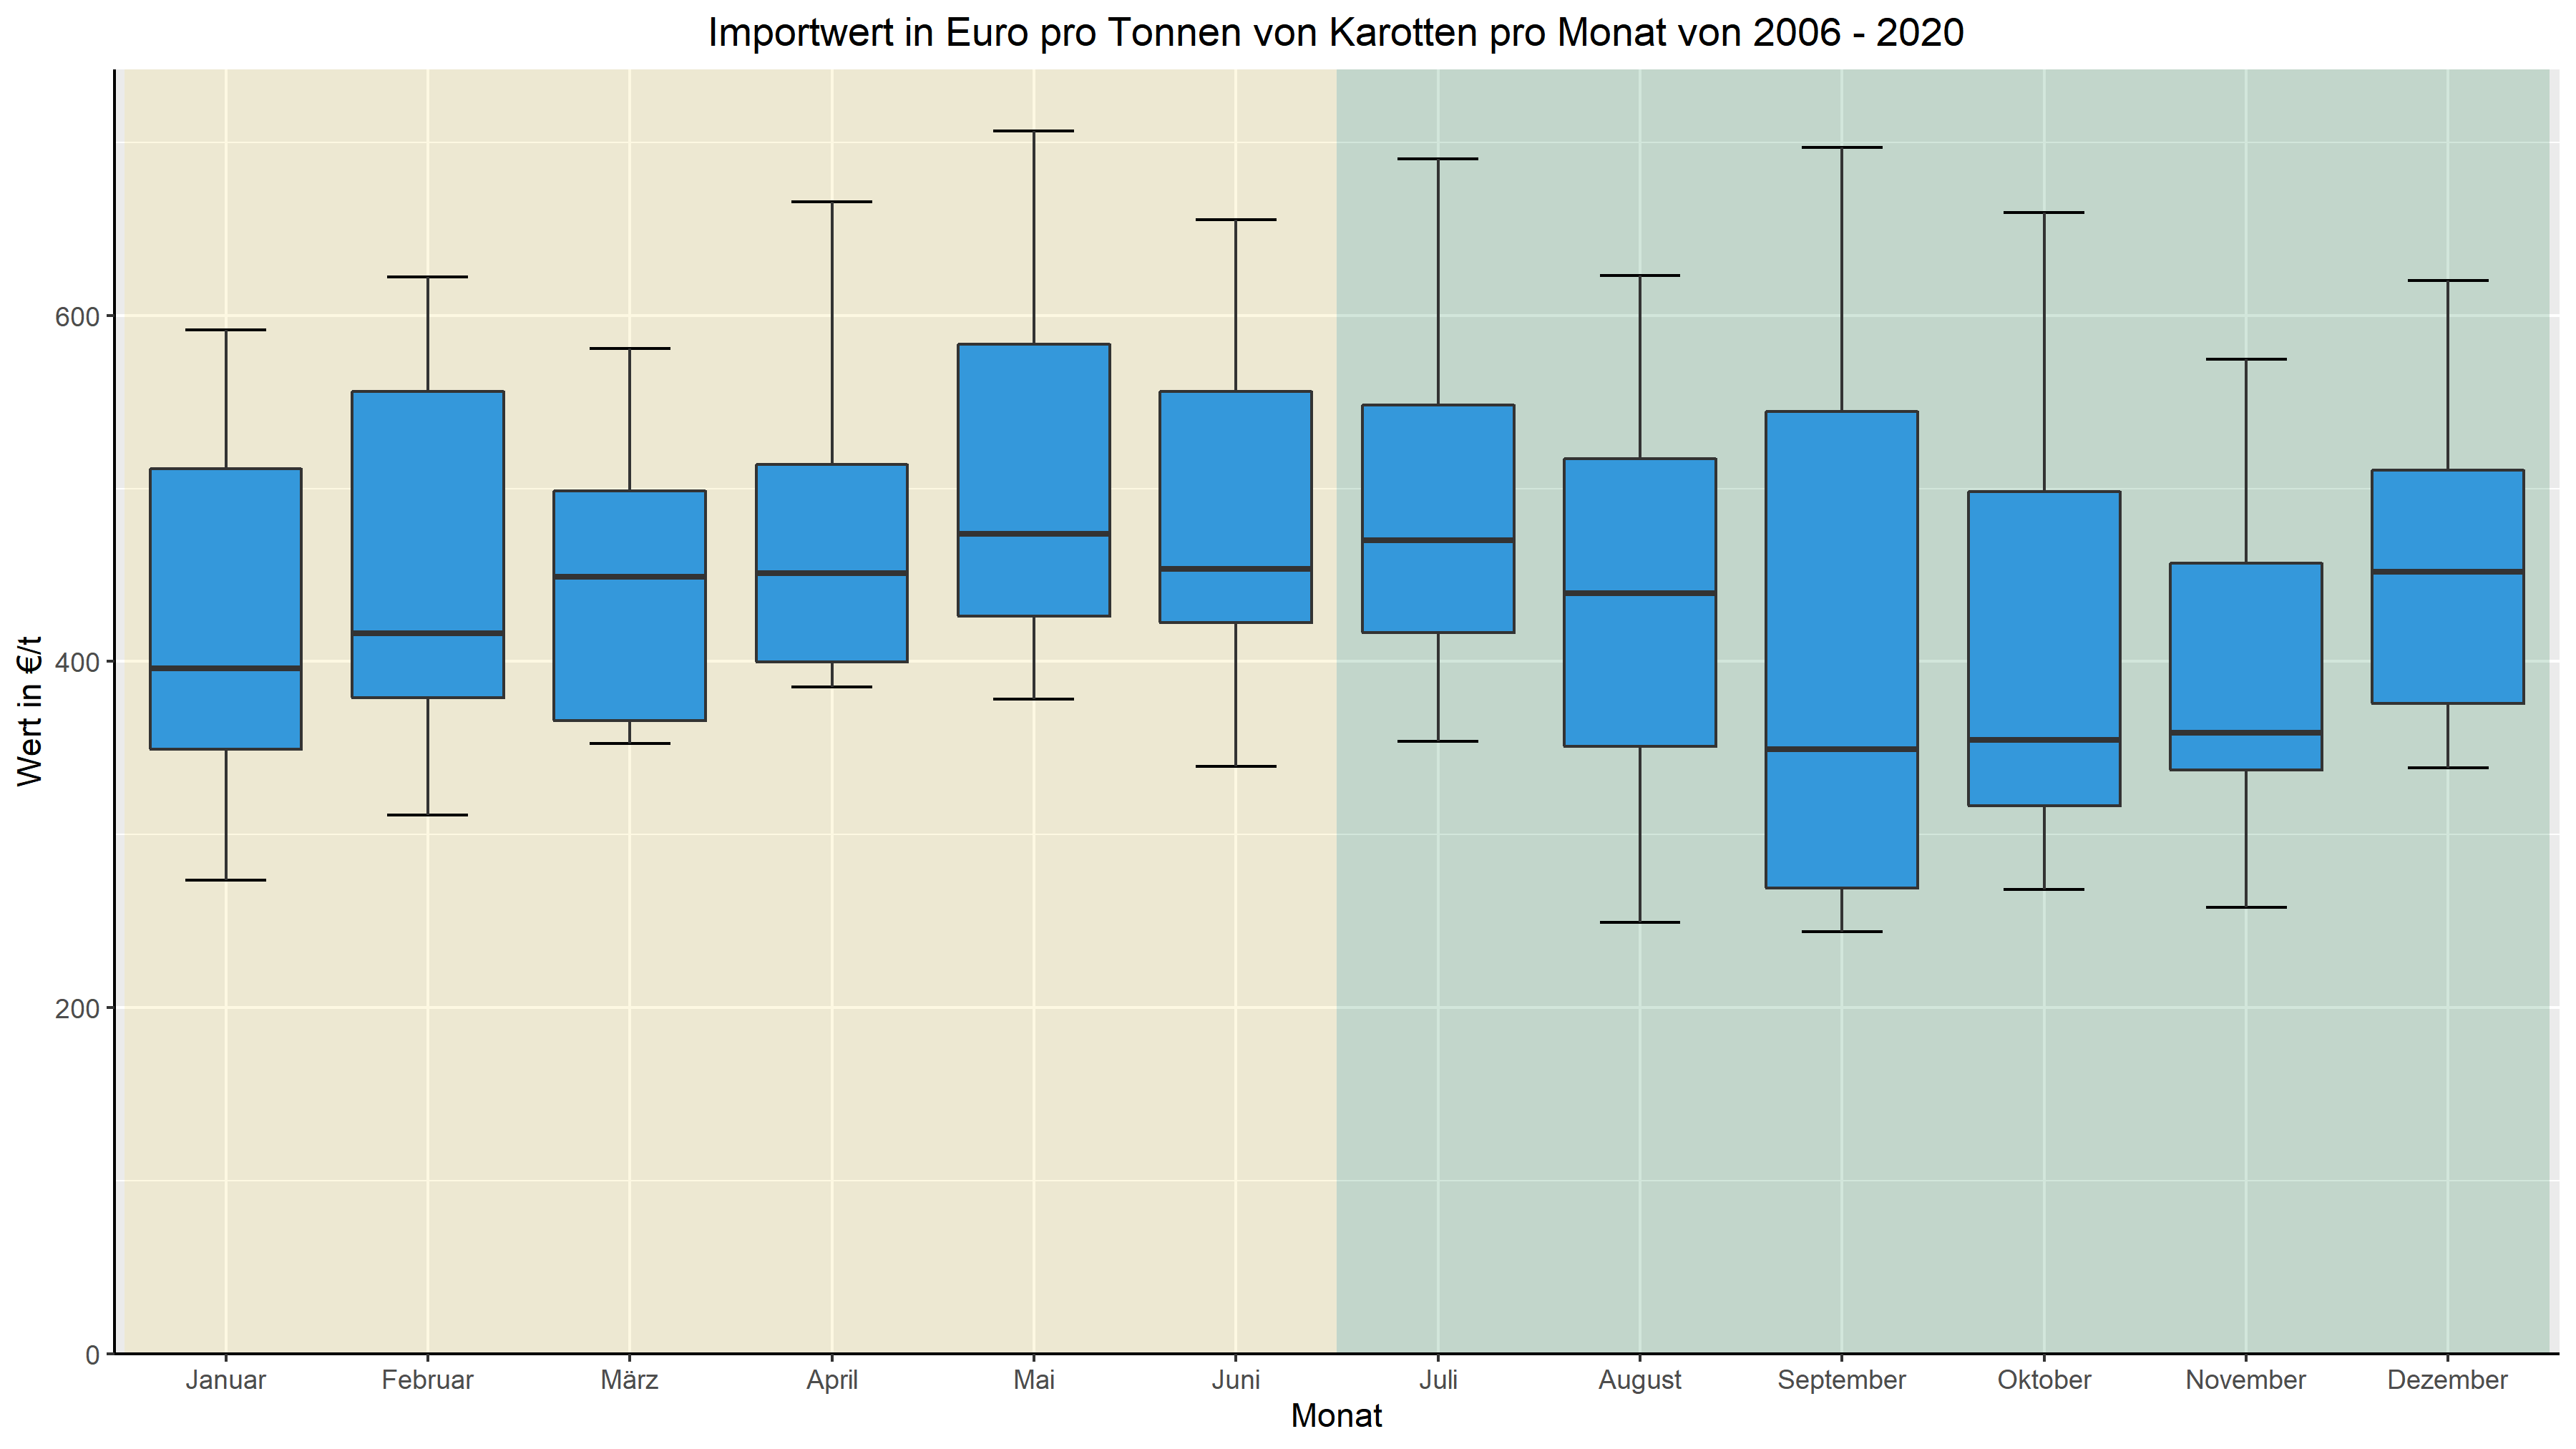 Importwert in Euro pro Tonnen von Karotten pro Monat von 2006 - 2020
Wert in €/t
600
400
200
0
Januar Februar März April Mai Juni Juli August September Oktober November Dezember
Monat